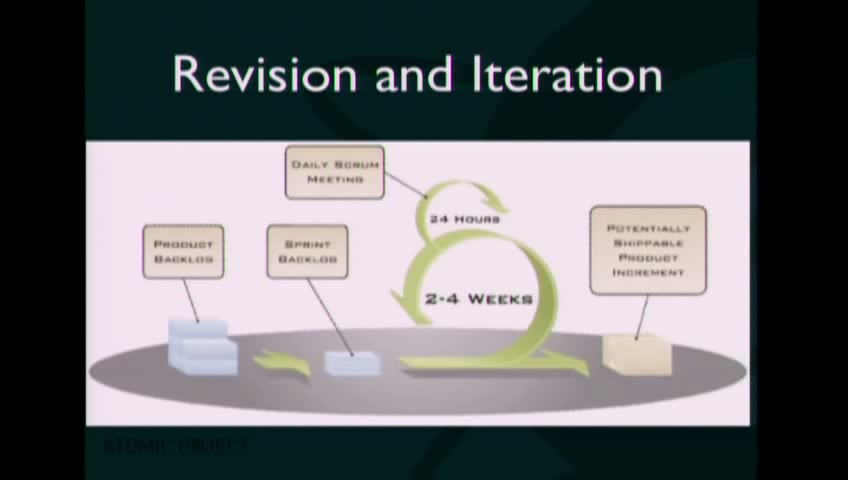 Revision and Iteration
DAILY SCRUM
MEETING
24 HOURS
PRODUCT
BACKLOG
SPRINT
BACKLOG
POTENTIALLY
SHIPPABLE
PRODUCT
INCREMENT
2-4 WEEKS
ATOMIC OBJECT